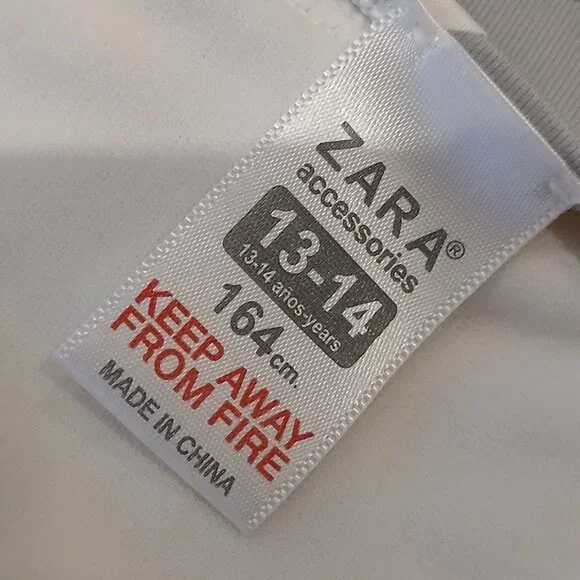 ZARA®
accessories
13-14
13-14 años-years
164 cm.
KEEP AWAY
FROM FIRE
MADE IN CHINA